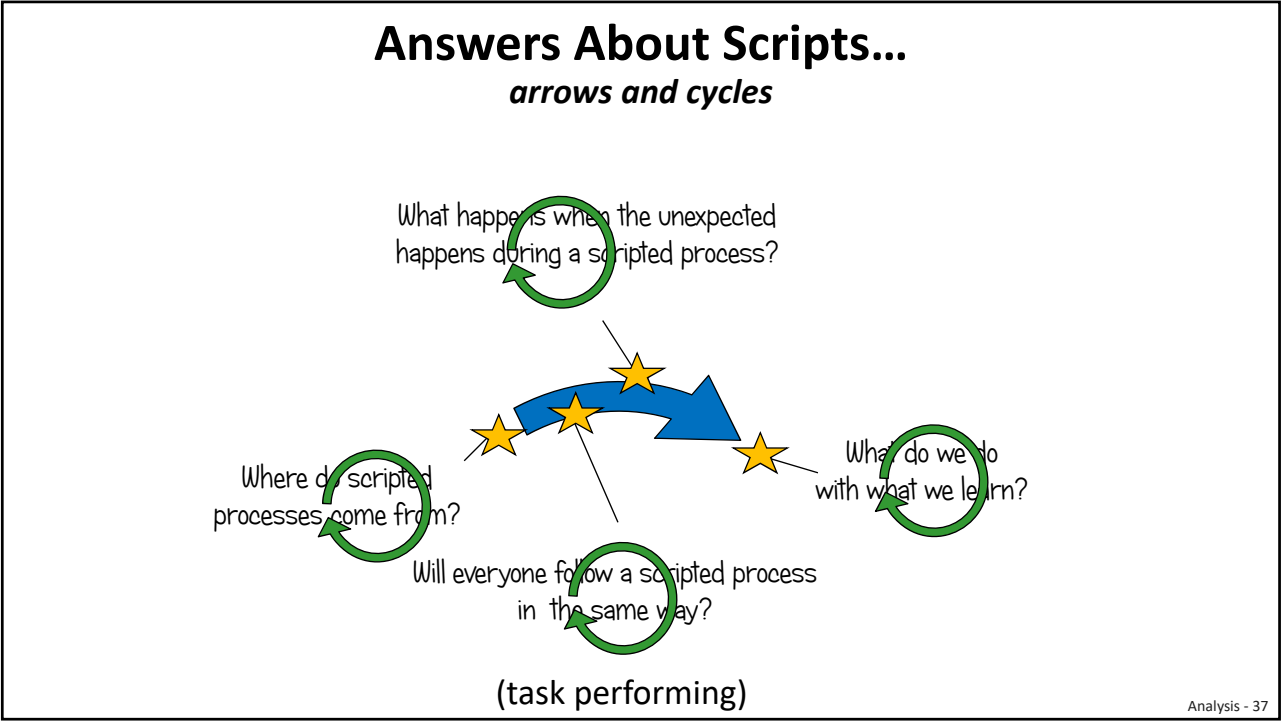 Answers About Scripts…
arrows and cycles
What happens when the unexpected
happens during a scripted process?
Where do scripted
processes come from?
What do we do
with what we learn?
Will everyone follow a scripted process
in the same way?
(task performing)
Analysis - 37